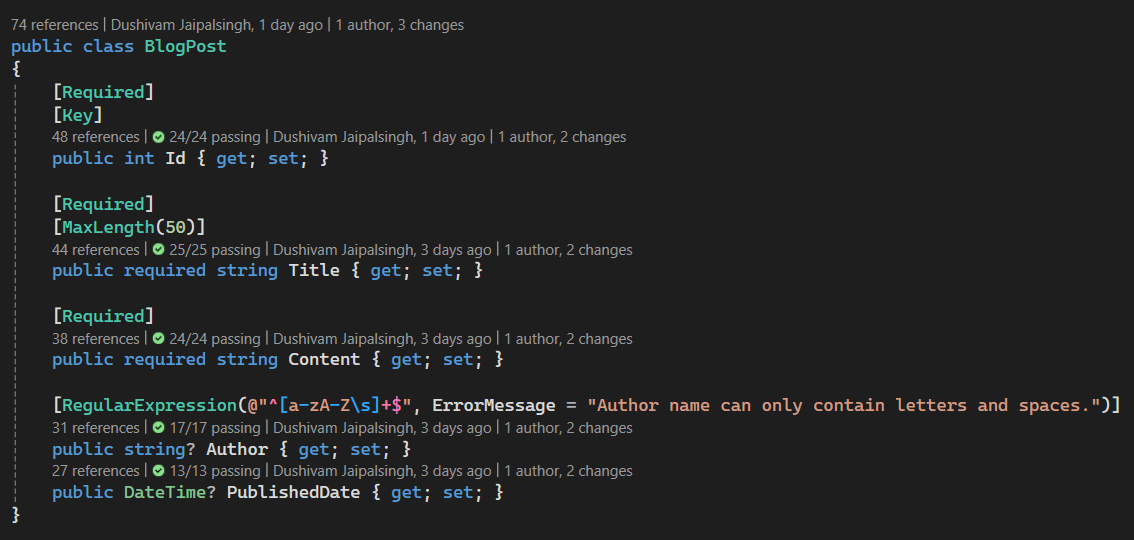 74 references | Dushivam Jaipalsingh, 1 day ago | 1 author, 3 changes
public class BlogPost
{
[Required]
[Key]
48 references | 24/24 passing | Dushivam Jaipalsingh, 1 day ago | 1 author, 2 changes
public int Id { get; set; }
[Required]
[MaxLength(50)]
44 references | 25/25 passing | Dushivam Jaipalsingh, 3 days ago | 1 author, 2 changes
public required string Title { get; set; }
[Required]
38 references | 24/24 passing | Dushivam Jaipalsingh, 3 days ago | 1 author, 2 changes
public required string Content { get; set; }
[RegularExpression(@"^[a-zA-Z\s]+$", ErrorMessage = "Author name can only contain letters and spaces.")]
31 references | 17/17 passing | Dushivam Jaipalsingh, 3 days ago | 1 author, 2 changes
public string? Author { get; set; }
27 references | 13/13 passing | Dushivam Jaipalsingh, 3 days ago | 1 author, 2 changes
public DateTime? PublishedDate { get; set; }
}